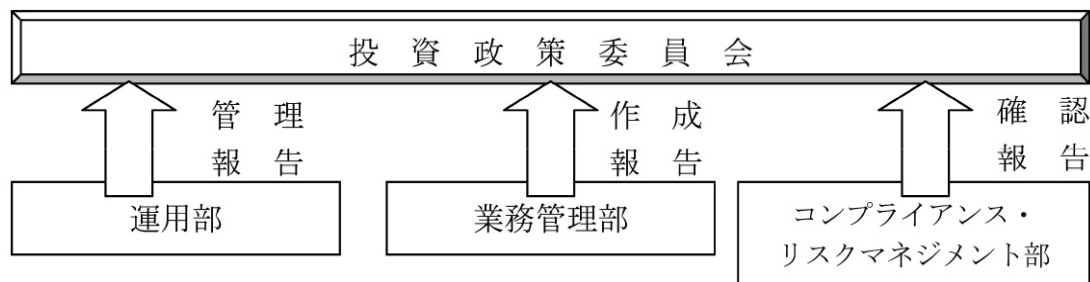 投資政策委員会
管理
報告
作成
報告
確認
報告
運用部
業務管理部
コンプライアンス・
リスクマネジメント部